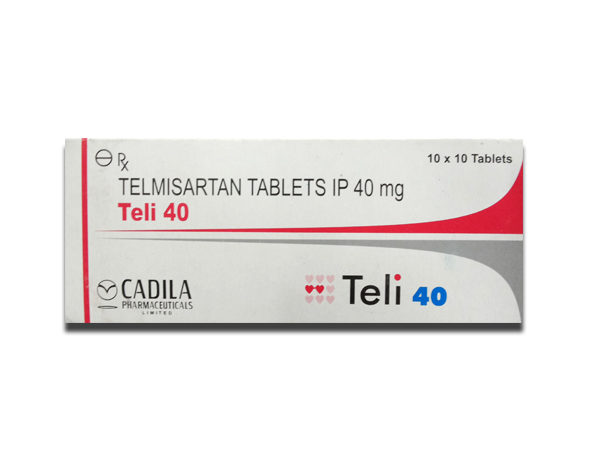 Rx
10 x 10 Tablets
TELMISARTAN TABLETS IP 40 mg
Teli 40
CADILA
PHARMACEUTICALS
LIMITED
Teli 40